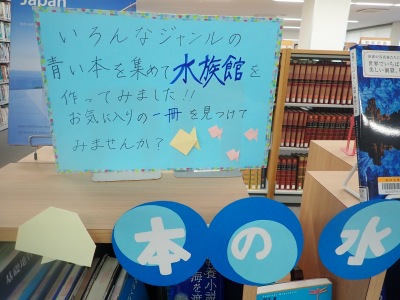 Japan
いろんなジャンルの
青い本を集めて水族館を
作ってみました!!
お気に入りの一冊を見つけて
みませんか?
本の水